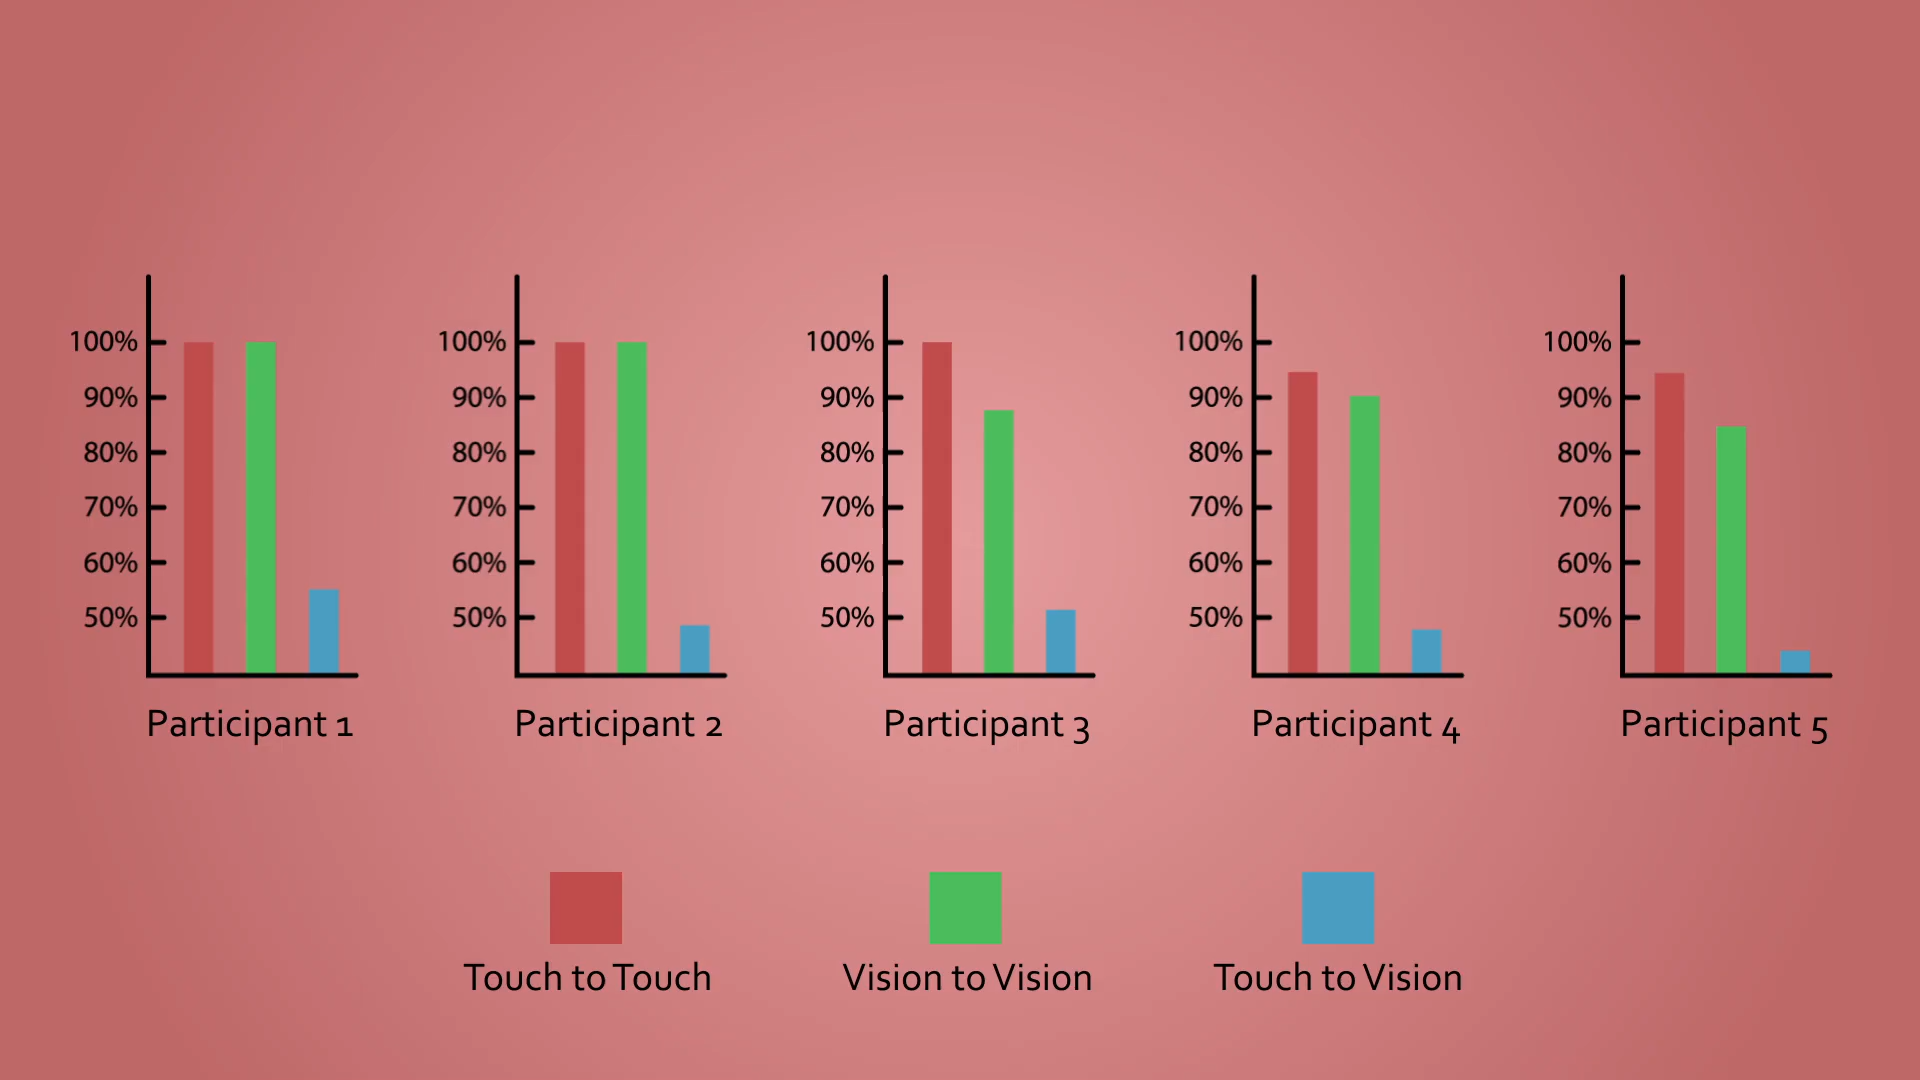 100% 100% 100% 100% 100%
90% 90% 90% 90% 90%
80% 80% 80% 80% 80%
70% 70% 70% 70% 70%
60% 60% 60% 60% 60%
50% 50% 50% 50% 50%
Participant 1 Participant 2 Participant 3 Participant 4 Participant 5
Touch to Touch Vision to Vision Touch to Vision